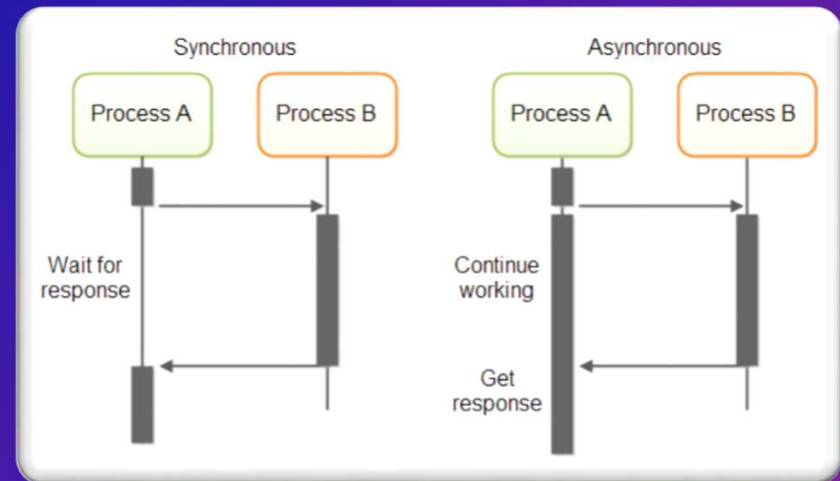 Synchronous
Process A
Process B
Wait for
response
Asynchronous
Process A
Process B
Continue
working
Get
response